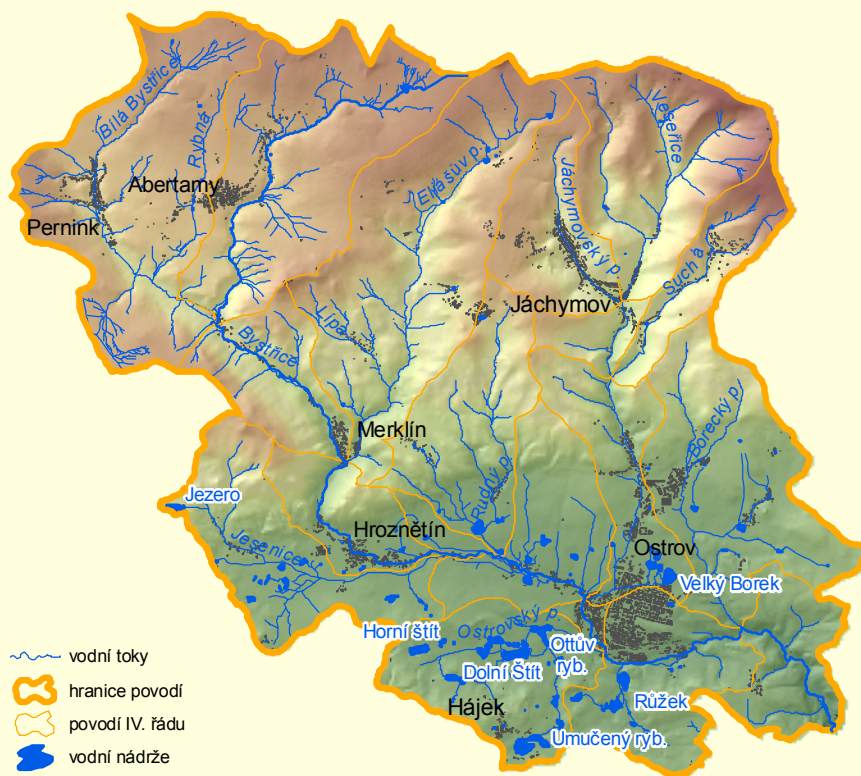 Bílá Bystřice
Rybná
Abertamy
Pernink
Eliášův p.
Jáchymovský p.
Veseřice
Suchá
Jáchymov
Lípa
Bystřice
Merklín
Borecký p.
Rudný p.
Jezero
Jesenice
Hroznětín
Ostrov
Velký Borek
Horní štít
Ostrovský p.
Ottův
ryb.
Dolní Štít
Růžek
Hájek
Umučený ryb.
vodní toky
hranice povodí
povodí IV. řádu
vodní nádrže